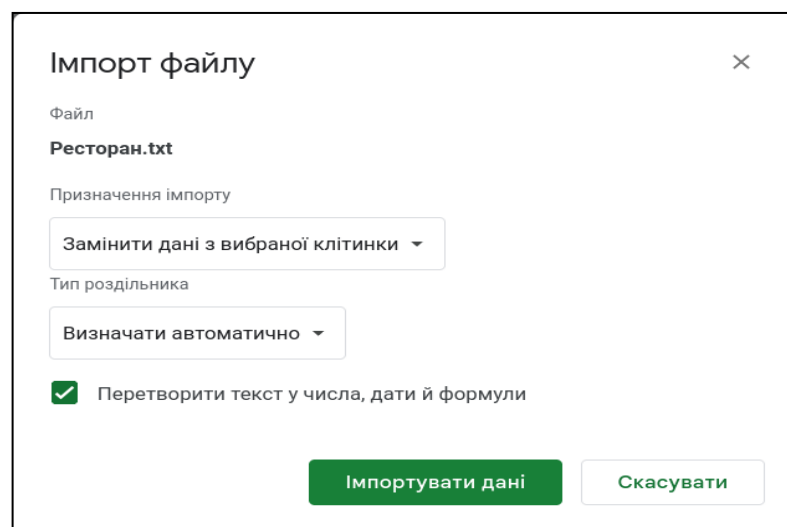 Імпорт файлу
Файл
Ресторан.txt
Призначення імпорту
Замінити дані з вибраної клітинки
Тип роздільника
Визначати автоматично
Перетворити текст у числа, дати й формули
Імпортувати дані Скасувати